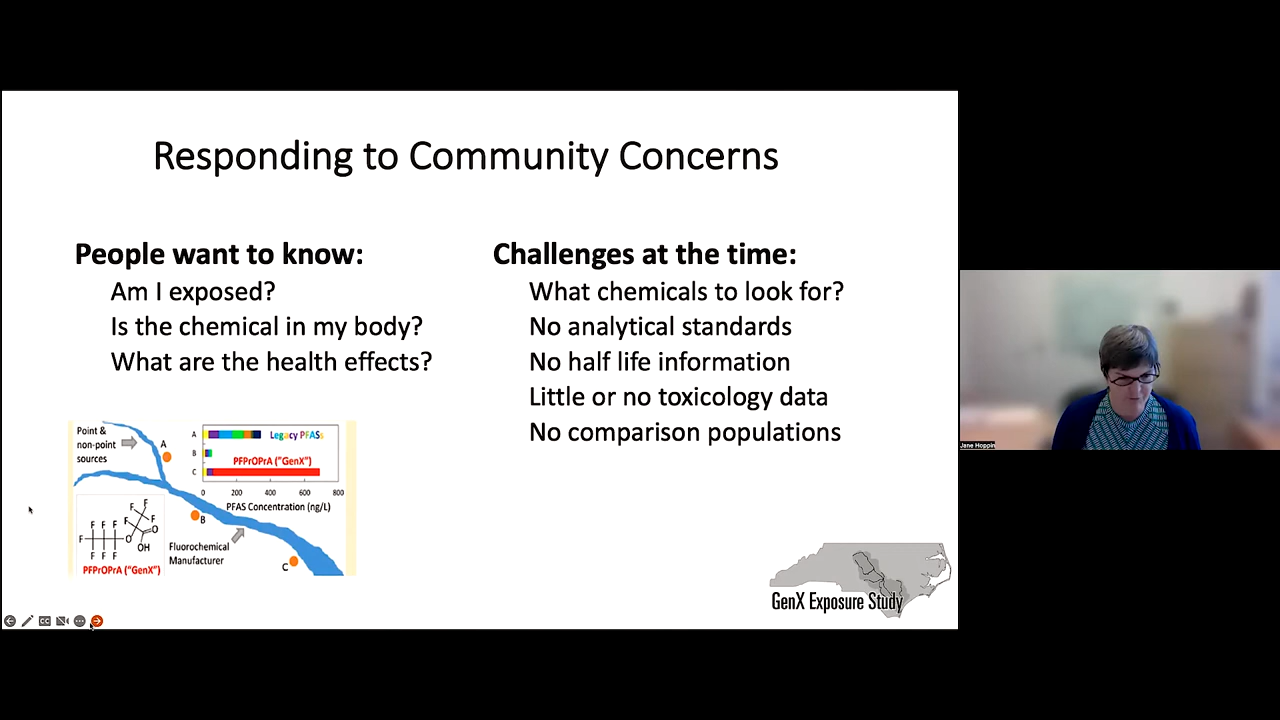 Responding to Community Concerns
People want to know:
Am I exposed?
Is the chemical in my body?
What are the health effects?
Challenges at the time:
What chemicals to look for?
No analytical standards
No half life information
Little or no toxicology data
No comparison populations
Point &
non-point
sources
A
B
C
A
B
C
Legacy PFASs
PFPrOPrA ("GenX")
0 200 400 600 800
PFAS Concentration (ng/L)
Fluorochemical
Manufacturer
F F
F F F F F
F O O
F F F OH
PFPrOPrA ("GenX")
GenX Exposure Study
CC
Jane Hoppin